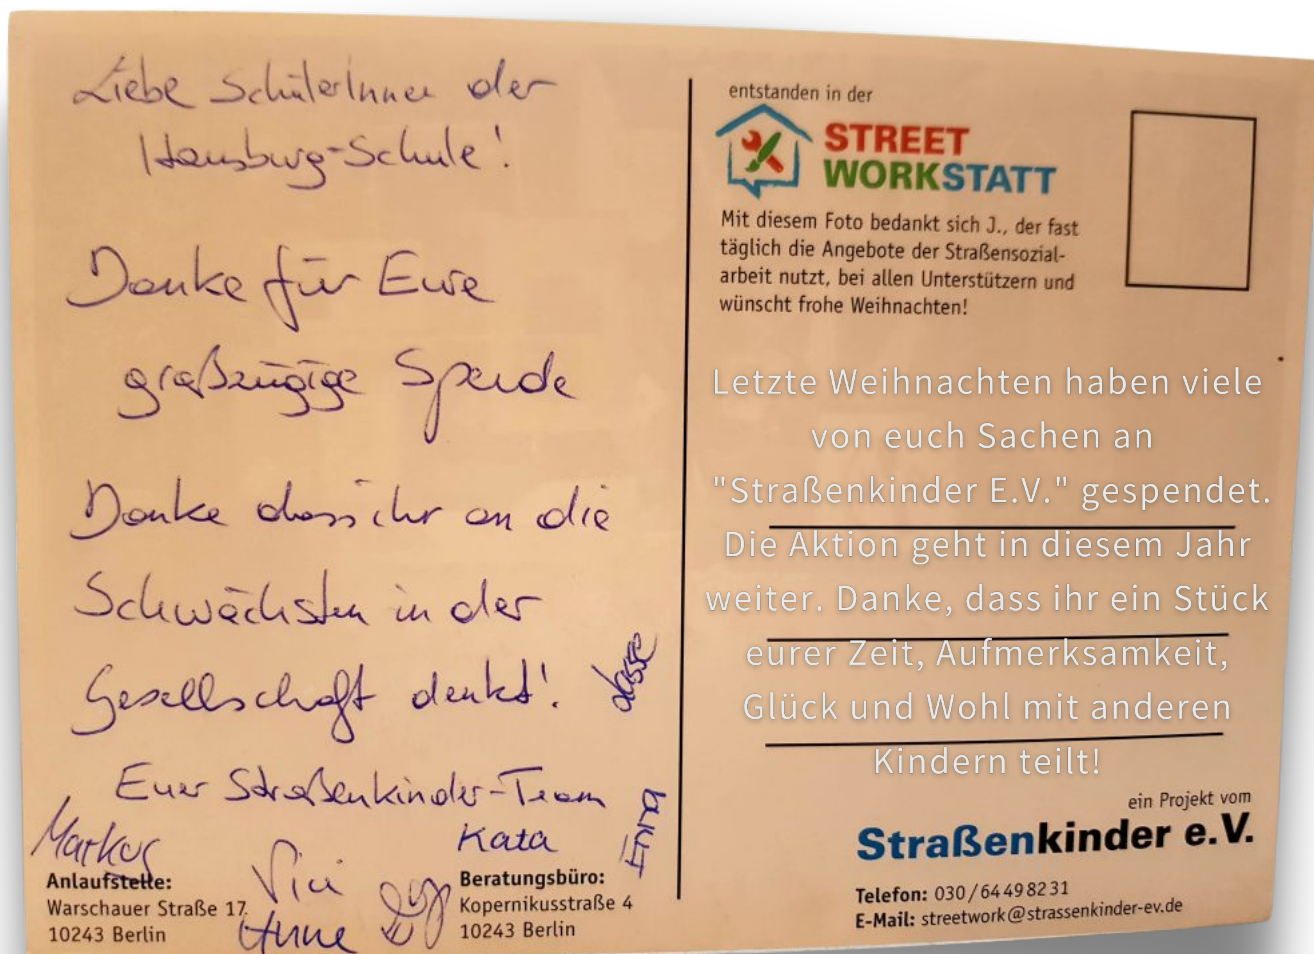 Liebe SchülerInnen der
Hausburg-Schule!
Danke für Eure
großzügige Spende
Danke dass ihr an die
Schwächsten in der
Gesellschaft denkt!
Euer Straßenkinder-Team
Markus
Vici
Anne
Kata
Lasse
Enna
Anlaufstelle:
Warschauer Straße 17
10243 Berlin
Beratungsbüro:
Kopernikusstraße 4
10243 Berlin
entstanden in der
STREET
WORKSTATT
Mit diesem Foto bedankt sich J., der fast
täglich die Angebote der Straßensozial-
arbeit nutzt, bei allen Unterstützern und
wünscht frohe Weihnachten!
Letzte Weihnachten haben viele
von euch Sachen an
"Straßenkinder E.V." gespendet.
Die Aktion geht in diesem Jahr
weiter. Danke, dass ihr ein Stück
eurer Zeit, Aufmerksamkeit,
Glück und Wohl mit anderen
Kindern teilt!
ein Projekt vom
Straßenkinder e.V.
Telefon: 030/64498231
E-Mail: streetwork@strassenkinder-ev.de